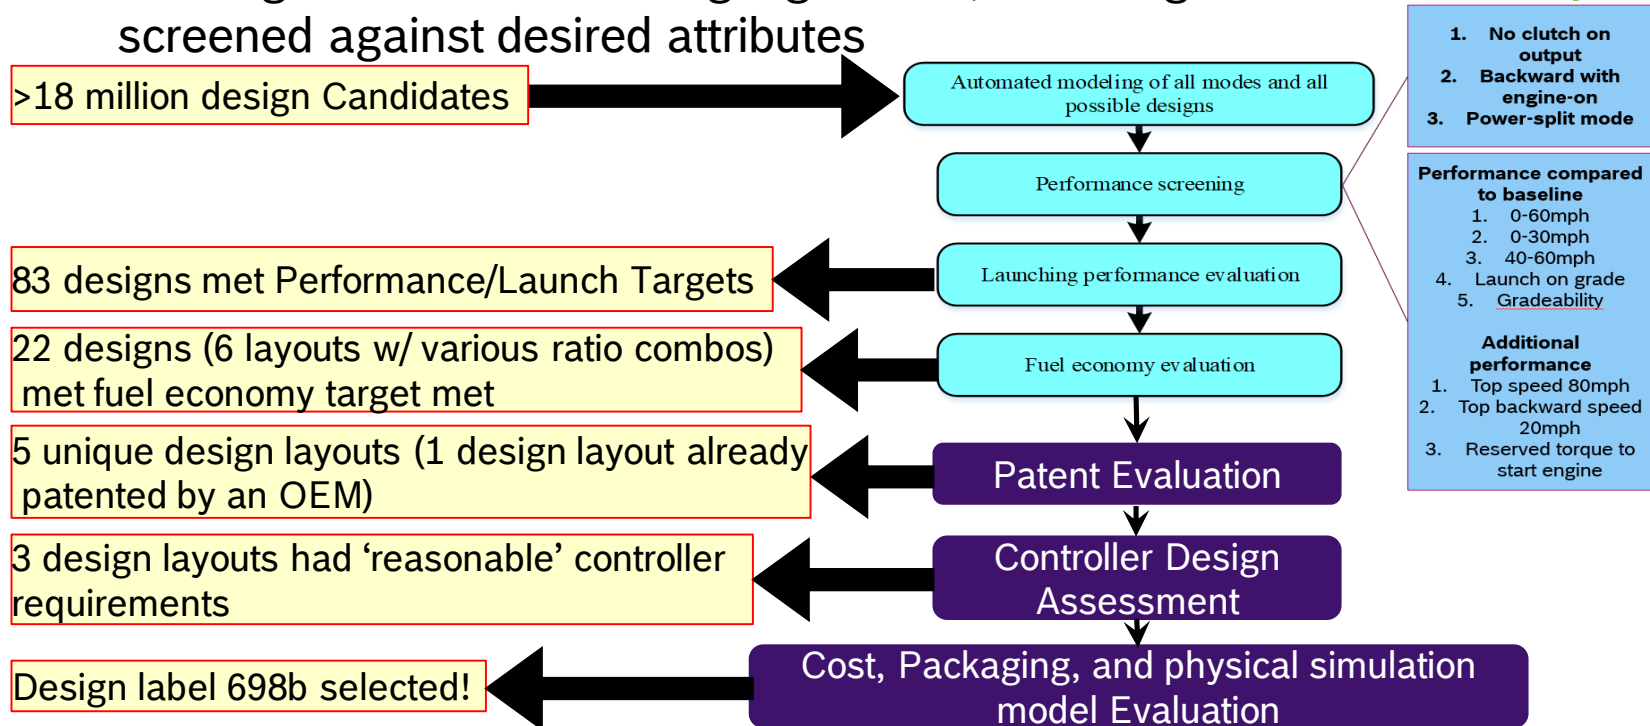 screened against desired attributes
>18 million design Candidates
Automated modeling of all modes and all
possible designs
1. No clutch on
output
2. Backward with
engine-on
3. Power-split mode
Performance screening
Performance compared
to baseline
1. 0-60mph
2. 0-30mph
3. 40-60mph
4. Launch on grade
5. Gradeability
Additional
performance
1. Top speed 80mph
2. Top backward speed
20mph
3. Reserved torque to
start engine
83 designs met Performance/Launch Targets
Launching performance evaluation
22 designs (6 layouts w/ various ratio combos)
met fuel economy target met
Fuel economy evaluation
5 unique design layouts (1 design layout already
patented by an OEM)
Patent Evaluation
3 design layouts had ‘reasonable’ controller
requirements
Controller Design
Assessment
Design label 698b selected!
Cost, Packaging, and physical simulation
model Evaluation